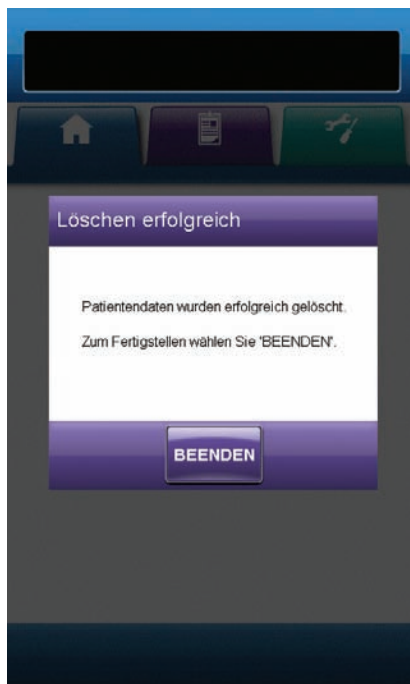 Löschen erfolgreich
Patientendaten wurden erfolgreich gelöscht.
Zum Fertigstellen wählen Sie 'BEENDEN'.
BEENDEN